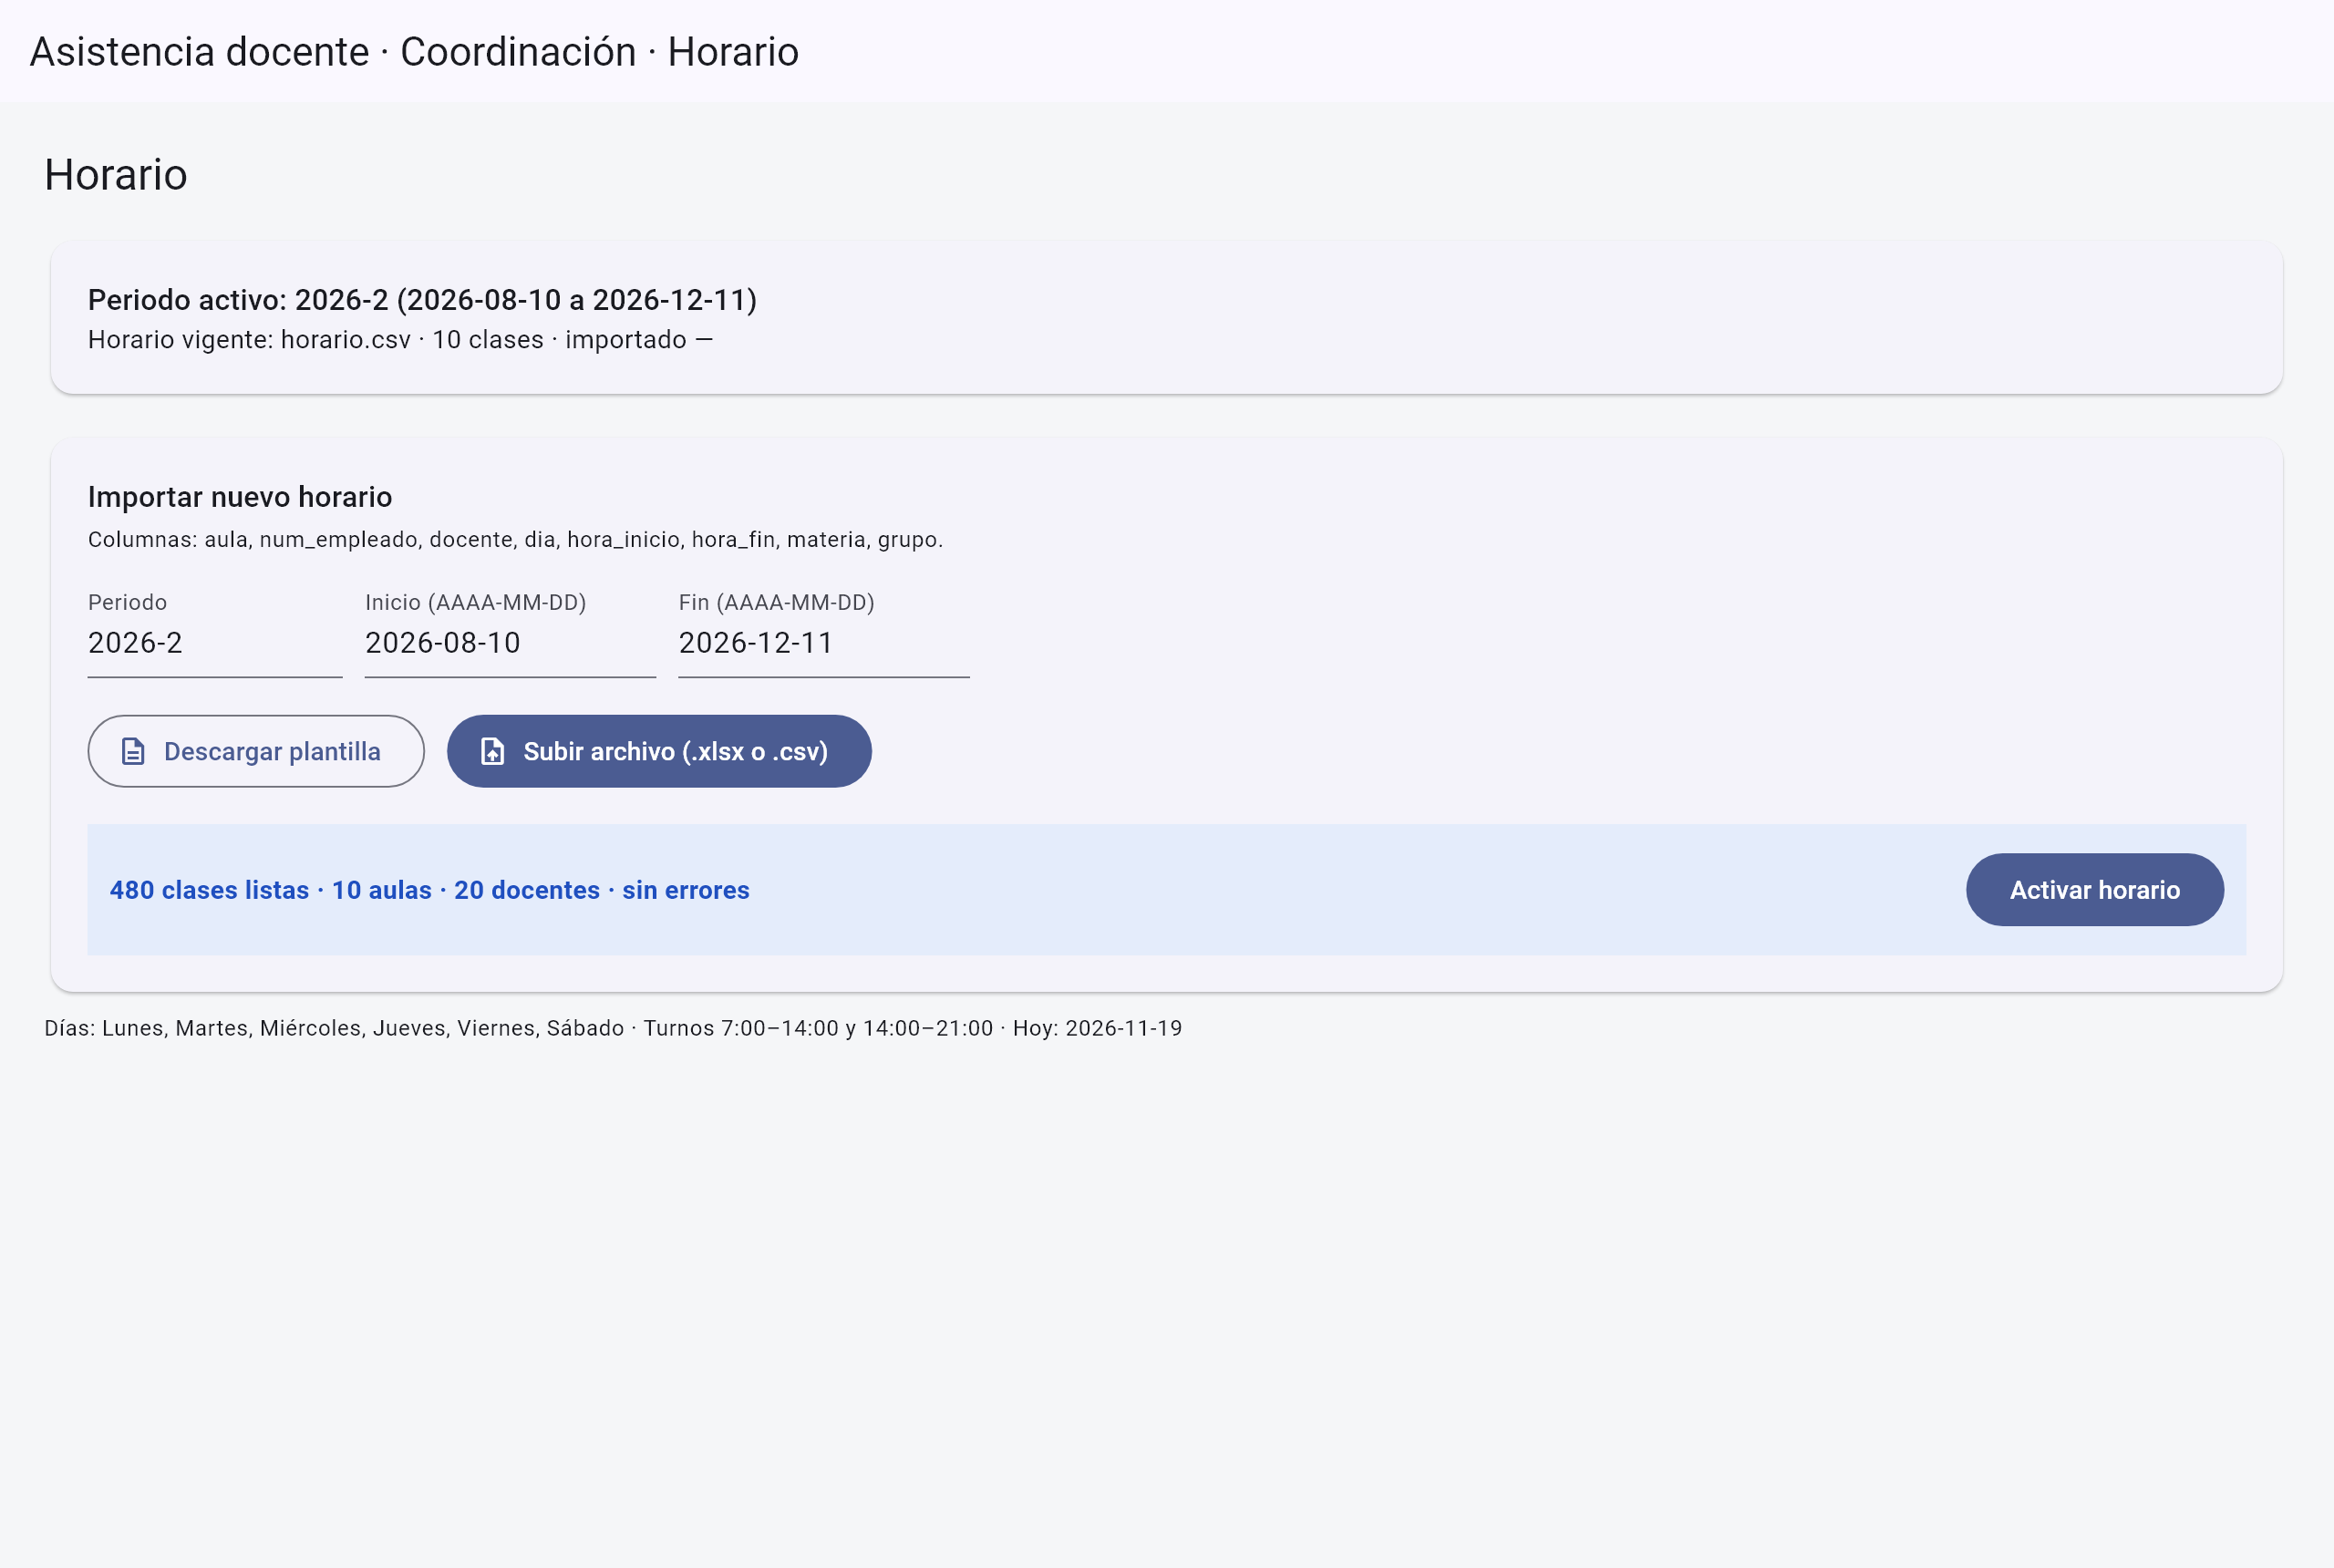 Asistencia docente · Coordinación · Horario
Horario
Periodo activo: 2026-2 (2026-08-10 a 2026-12-11)
Horario vigente: horario.csv · 10 clases · importado —
Importar nuevo horario
Columnas: aula, num_empleado, docente, dia, hora_inicio, hora_fin, materia, grupo.
Periodo Inicio (AAAA-MM-DD) Fin (AAAA-MM-DD)
2026-2 2026-08-10 2026-12-11
Descargar plantilla Subir archivo (.xlsx o .csv)
480 clases listas · 10 aulas · 20 docentes · sin errores Activar horario
Días: Lunes, Martes, Miércoles, Jueves, Viernes, Sábado · Turnos 7:00–14:00 y 14:00–21:00 · Hoy: 2026-11-19